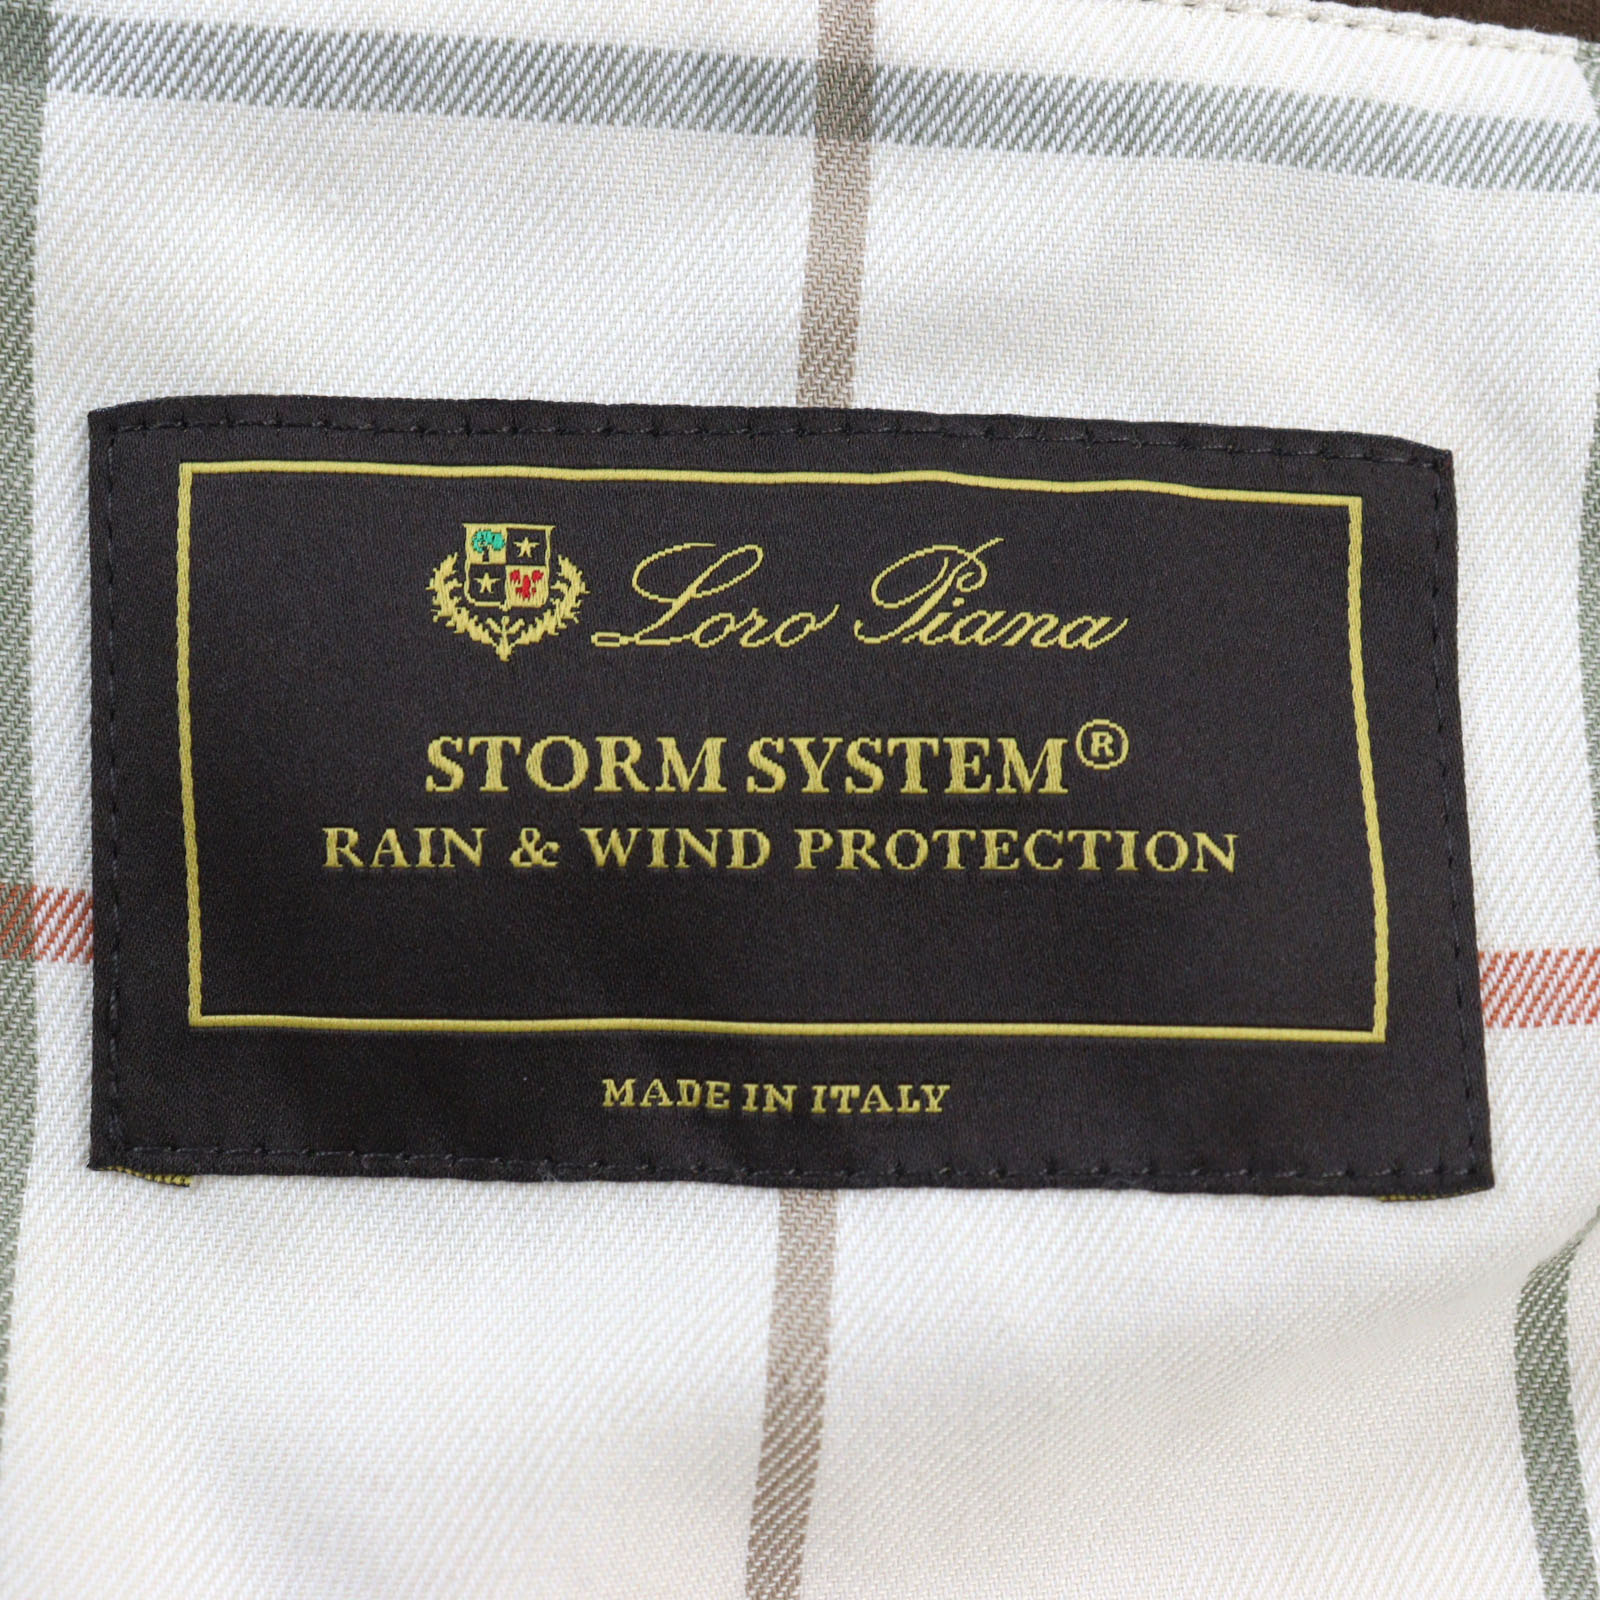 Loro Piana
STORM SYSTEM®
RAIN & WIND PROTECTION
MADE IN ITALY